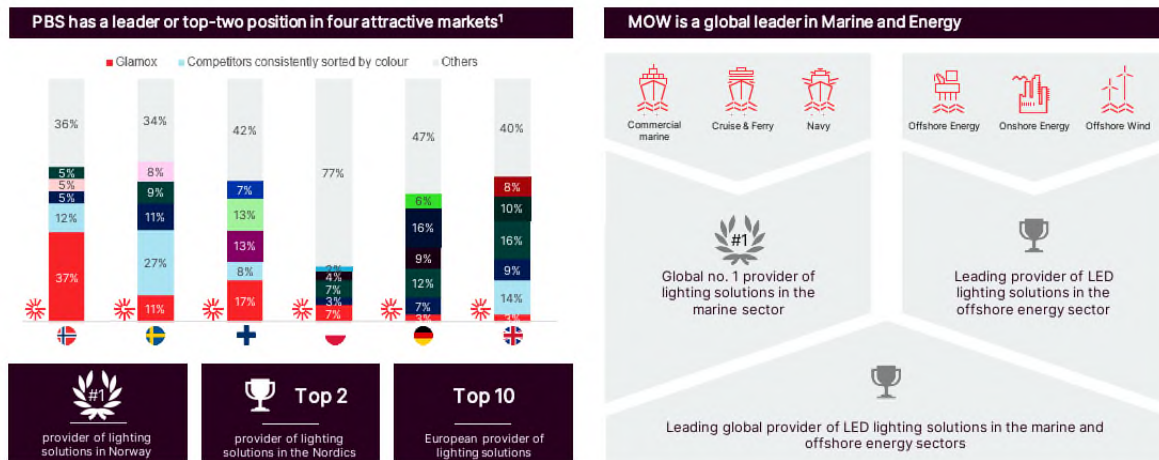 PBS has a leader or top-two position in four attractive markets1
Glamox Competitors consistently sorted by colour Others
36%
5%
5%
5%
12%
37%
34%
8%
9%
11%
27%
11%
42%
7%
13%
13%
8%
17%
77%
4%
7%
3%
7%
47%
6%
16%
9%
12%
7%
3%
40%
8%
10%
16%
9%
14%
3%
#1
provider of lighting
solutions in Norway
Top 2
provider of lighting
solutions in the Nordics
Top 10
European provider of
lighting solutions
MOW is a global leader in Marine and Energy
Commercial
marine
Cruise & Ferry
Navy
Offshore Energy
Onshore Energy
Offshore Wind
#1
Global no. 1 provider of
lighting solutions in the
marine sector
Leading provider of LED
lighting solutions in the
offshore energy sector
Leading global provider of LED lighting solutions in the marine and
offshore energy sectors